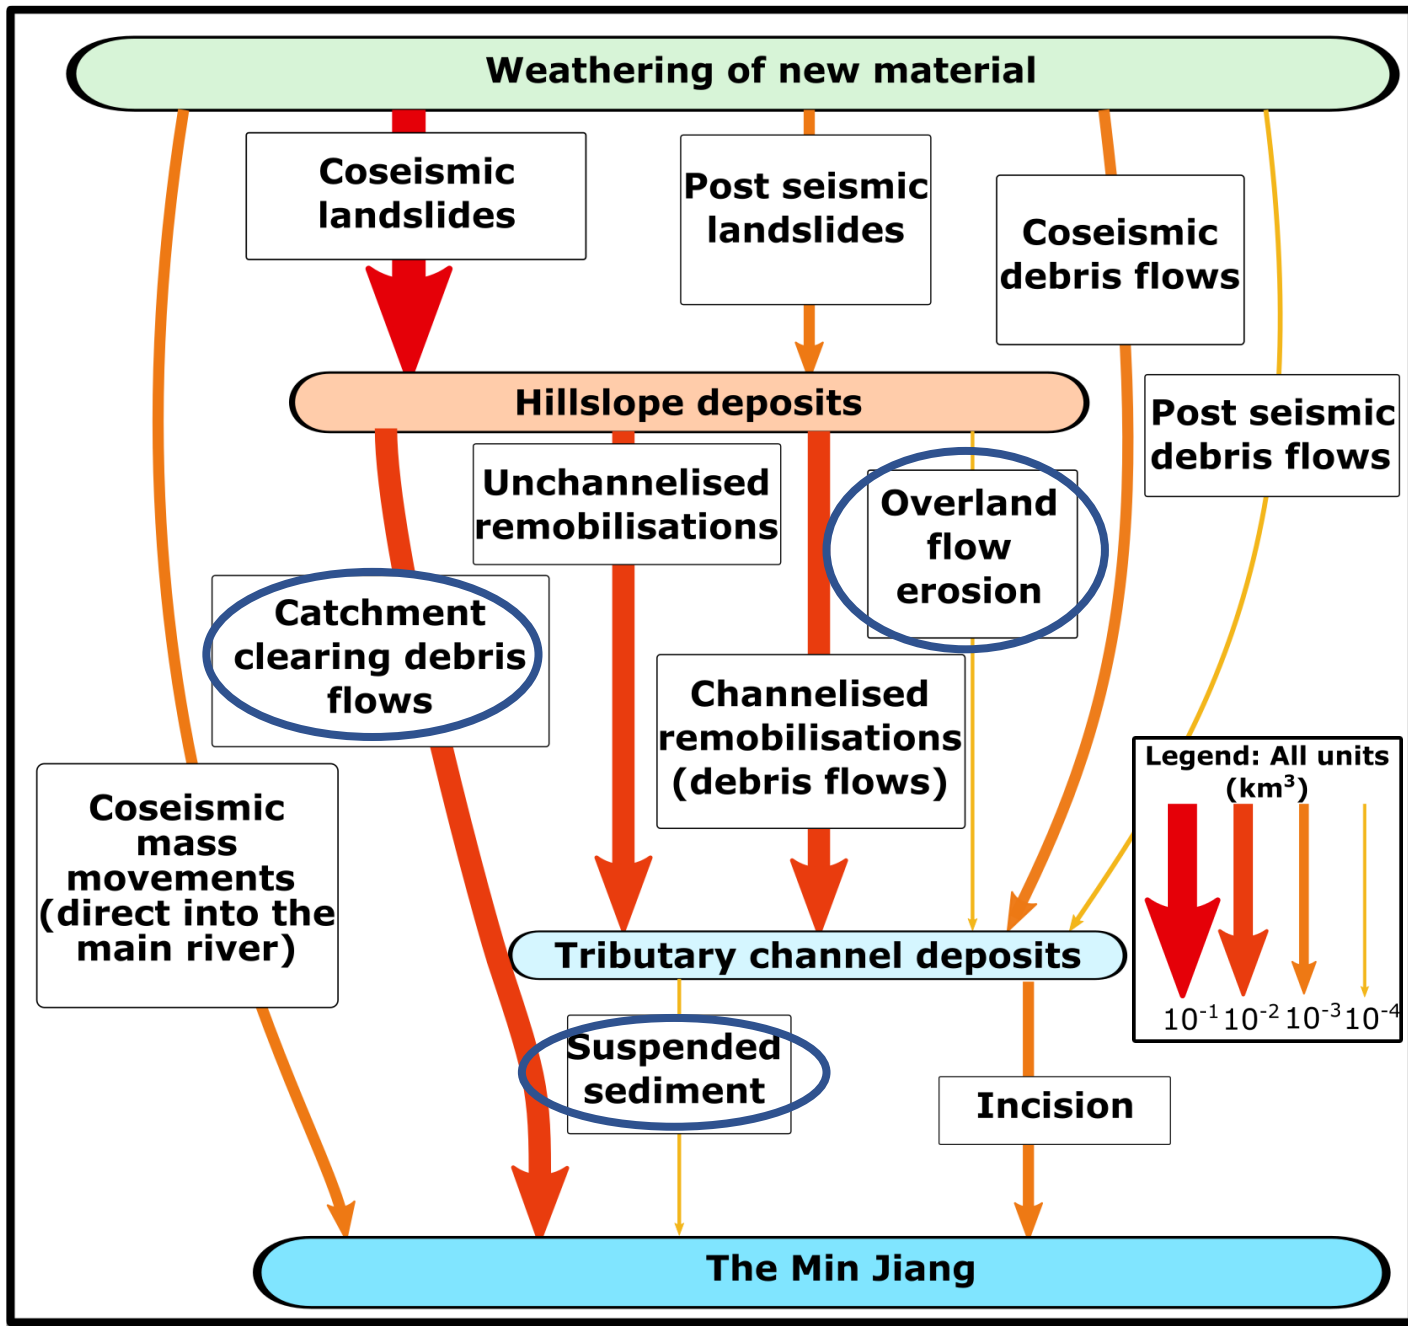 Weathering of new material
Coseismic
landslides
Post seismic
landslides
Coseismic
debris flows
Post seismic
debris flows
Hillslope deposits
Unchannelised
remobilisations
Overland
flow
erosion
Catchment
clearing debris
flows
Channelised
remobilisations
(debris flows)
Coseismic
mass
movements
(direct into the
main river)
Legend: All units
(km³)
10⁻¹ 10⁻² 10⁻³ 10⁻⁴
Tributary channel deposits
Suspended
sediment
Incision
The Min Jiang